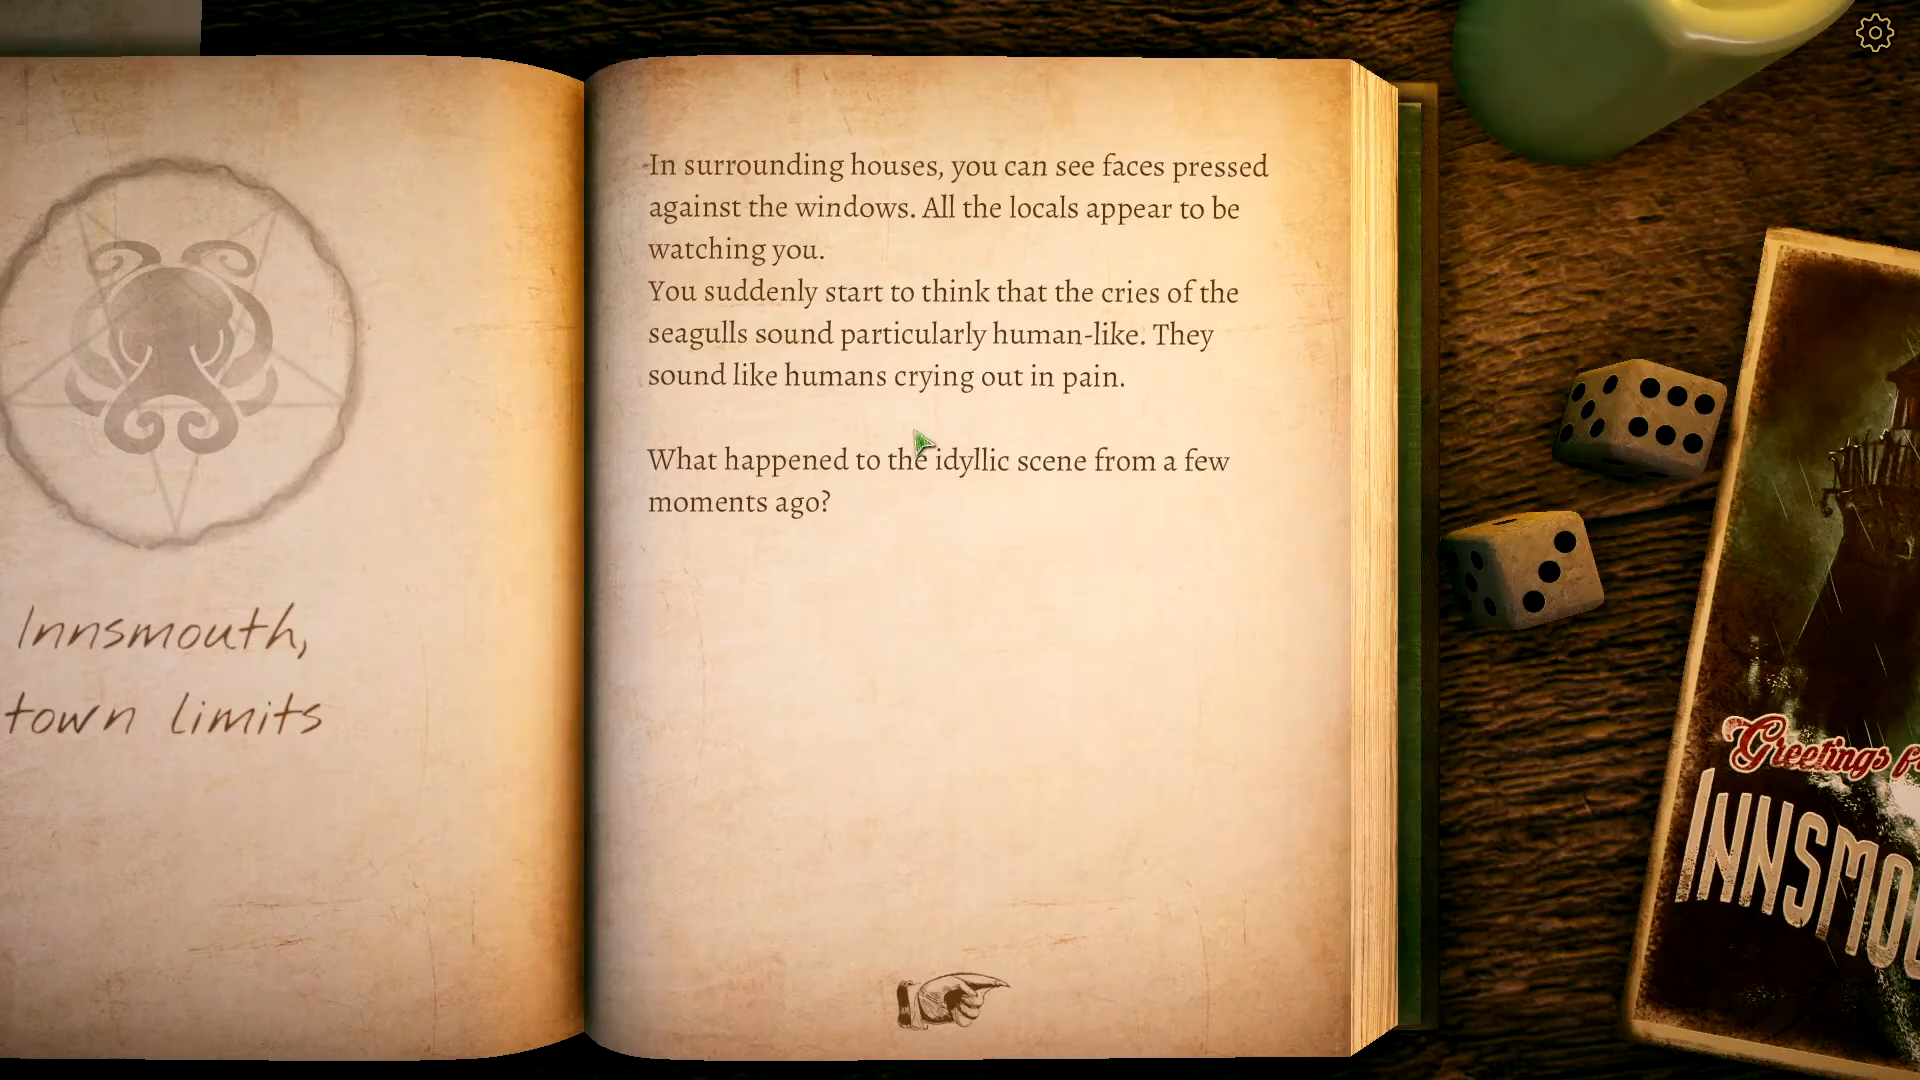 Innsmouth,
town limits
In surrounding houses, you can see faces pressed
against the windows. All the locals appear to be
watching you.
You suddenly start to think that the cries of the
seagulls sound particularly human-like. They
sound like humans crying out in pain.
What happened to the idyllic scene from a few
moments ago?
Greetings f
INNSMO